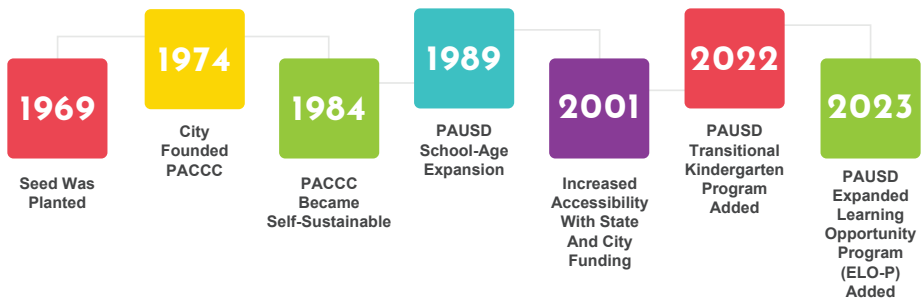 1969
Seed Was
Planted
1974
City
Founded
PACCC
1984
PACCC
Became
Self-Sustainable
1989
PAUSD
School-Age
Expansion
2001
Increased
Accessibility
With State
And City
Funding
2022
PAUSD
Transitional
Kindergarten
Program
Added
2023
PAUSD
Expanded
Learning
Opportunity
Program
(ELO-P)
Added